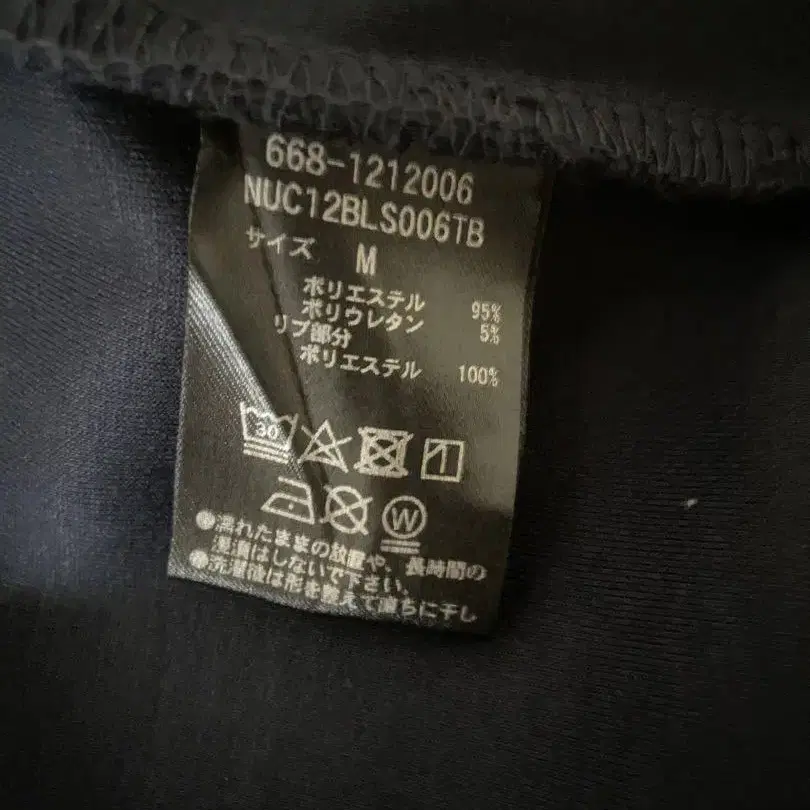 668-1212006
NUC12BLS006TB
サイズ M
ポリエステル 95%
ポリウレタン 5%
リブ部分
ポリエステル 100%
30
W
●濡れたままの放置や、長時間の
浸漬はしないで下さい。
●洗濯後は形を整えて直ちに干し